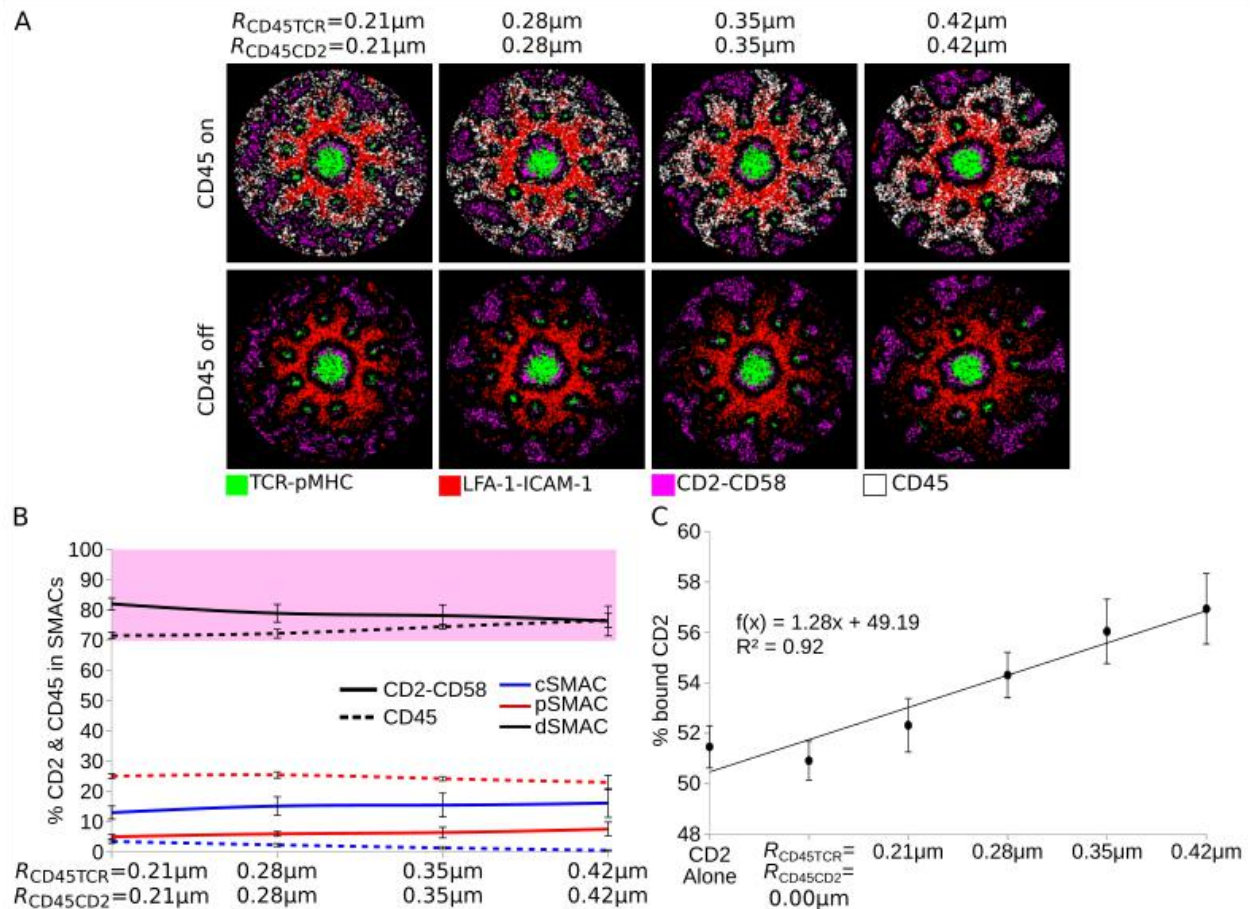 A
R_CD45TCR=0.21µm 0.28µm 0.35µm 0.42µm
R_CD45CD2=0.21µm 0.28µm 0.35µm 0.42µm
CD45 on
CD45 off
TCR-pMHC LFA-1-ICAM-1 CD2-CD58 CD45
B
% CD2 & CD45 in SMACs
100
90
80
70
60
50
40
30
20
10
0
CD2-CD58
CD45
cSMAC
pSMAC
dSMAC
R_CD45TCR=0.21µm 0.28µm 0.35µm 0.42µm
R_CD45CD2=0.21µm 0.28µm 0.35µm 0.42µm
C
% bound CD2
60
58
56
54
52
50
48
f(x) = 1.28x + 49.19
R² = 0.92
CD2
Alone
R_CD45TCR=
R_CD45CD2=
0.00µm
0.21µm 0.28µm 0.35µm 0.42µm